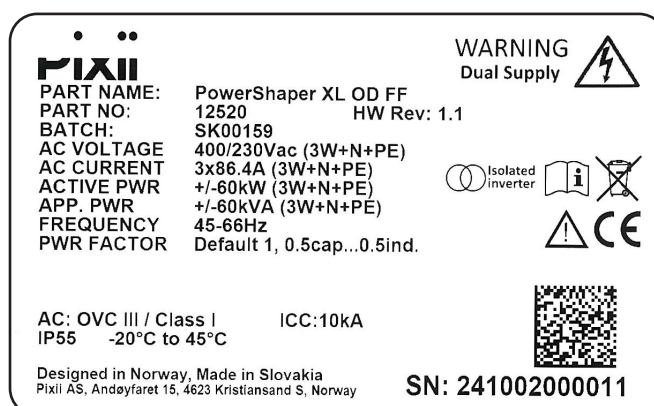 Pixii
WARNING
Dual Supply
PART NAME: PowerShaper XL OD FF
PART NO: 12520 HW Rev: 1.1
BATCH: SK00159
AC VOLTAGE 400/230Vac (3W+N+PE)
AC CURRENT 3x86.4A (3W+N+PE)
ACTIVE PWR +/-60kW (3W+N+PE)
APP. PWR +/-60kVA (3W+N+PE)
FREQUENCY 45-66Hz
PWR FACTOR Default 1, 0.5cap...0.5ind.
Isolated
inverter
i
CE
AC: OVC III / Class I ICC:10kA
IP55 -20°C to 45°C
Designed in Norway, Made in Slovakia
Pixii AS, Andøyfaret 15, 4623 Kristiansand S, Norway
SN: 241002000011